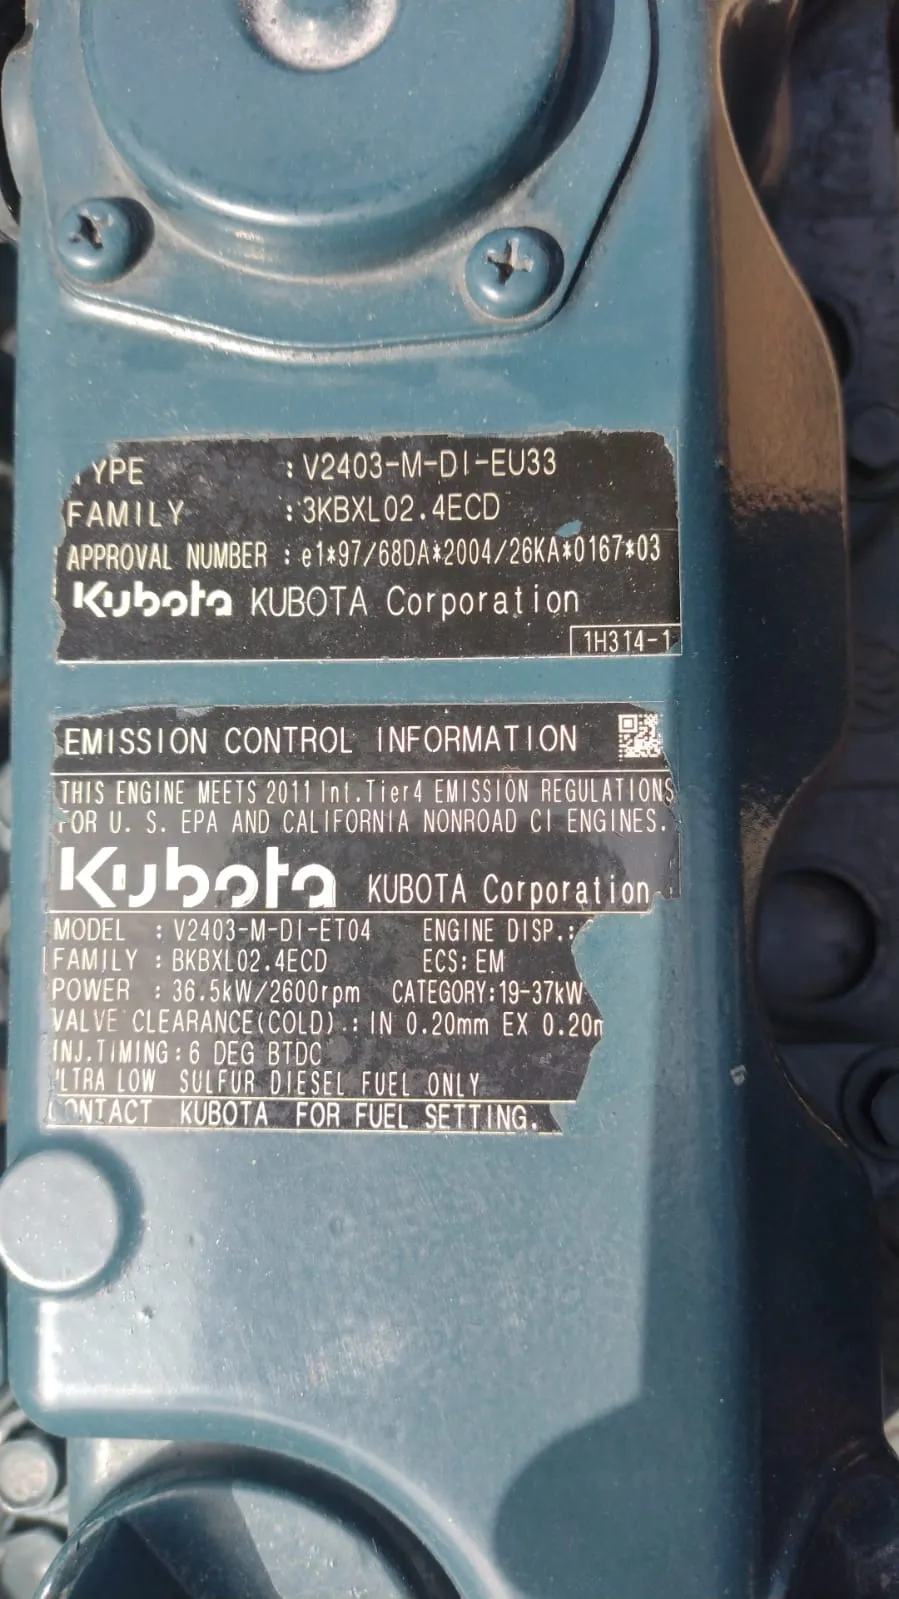 TYPE : V2403-M-DI-EU33
FAMILY : 3KBXL02.4ECD
APPROVAL NUMBER : e1*97/68DA*2004/26KA*0167*03
Kubota KUBOTA Corporation
1H314-1
EMISSION CONTROL INFORMATION
THIS ENGINE MEETS 2011 Int.Tier4 EMISSION REGULATIONS
FOR U. S. EPA AND CALIFORNIA NONROAD CI ENGINES.
Kubota KUBOTA Corporation
MODEL : V2403-M-DI-ET04 ENGINE DISP.:
FAMILY : BKBXL02.4ECD ECS: EM
POWER : 36.5kW/2600rpm CATEGORY:19-37kW
VALVE CLEARANCE(COLD) : IN 0.20mm EX 0.20m
INJ.TIMING: 6 DEG BTDC
LTRA LOW SULFUR DIESEL FUEL ONLY
CONTACT KUBOTA FOR FUEL SETTING.